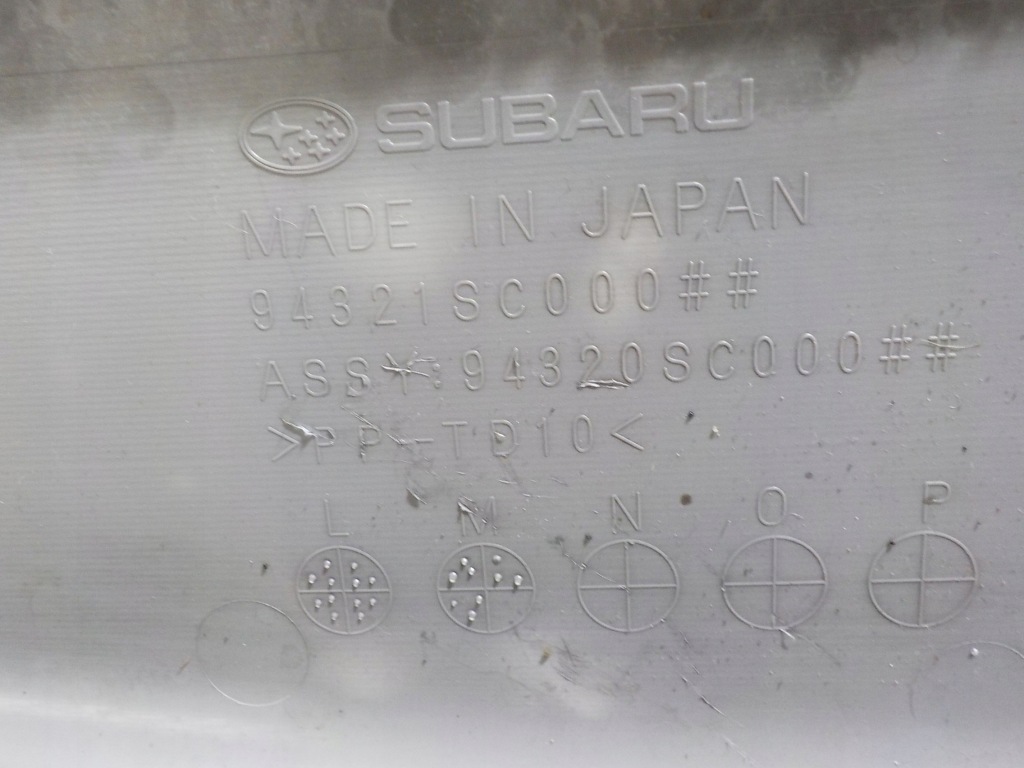 SUBARU
MADE IN JAPAN
94321SC000##
ASSY:94320SC000##
>PP-TD10<
L M N O P